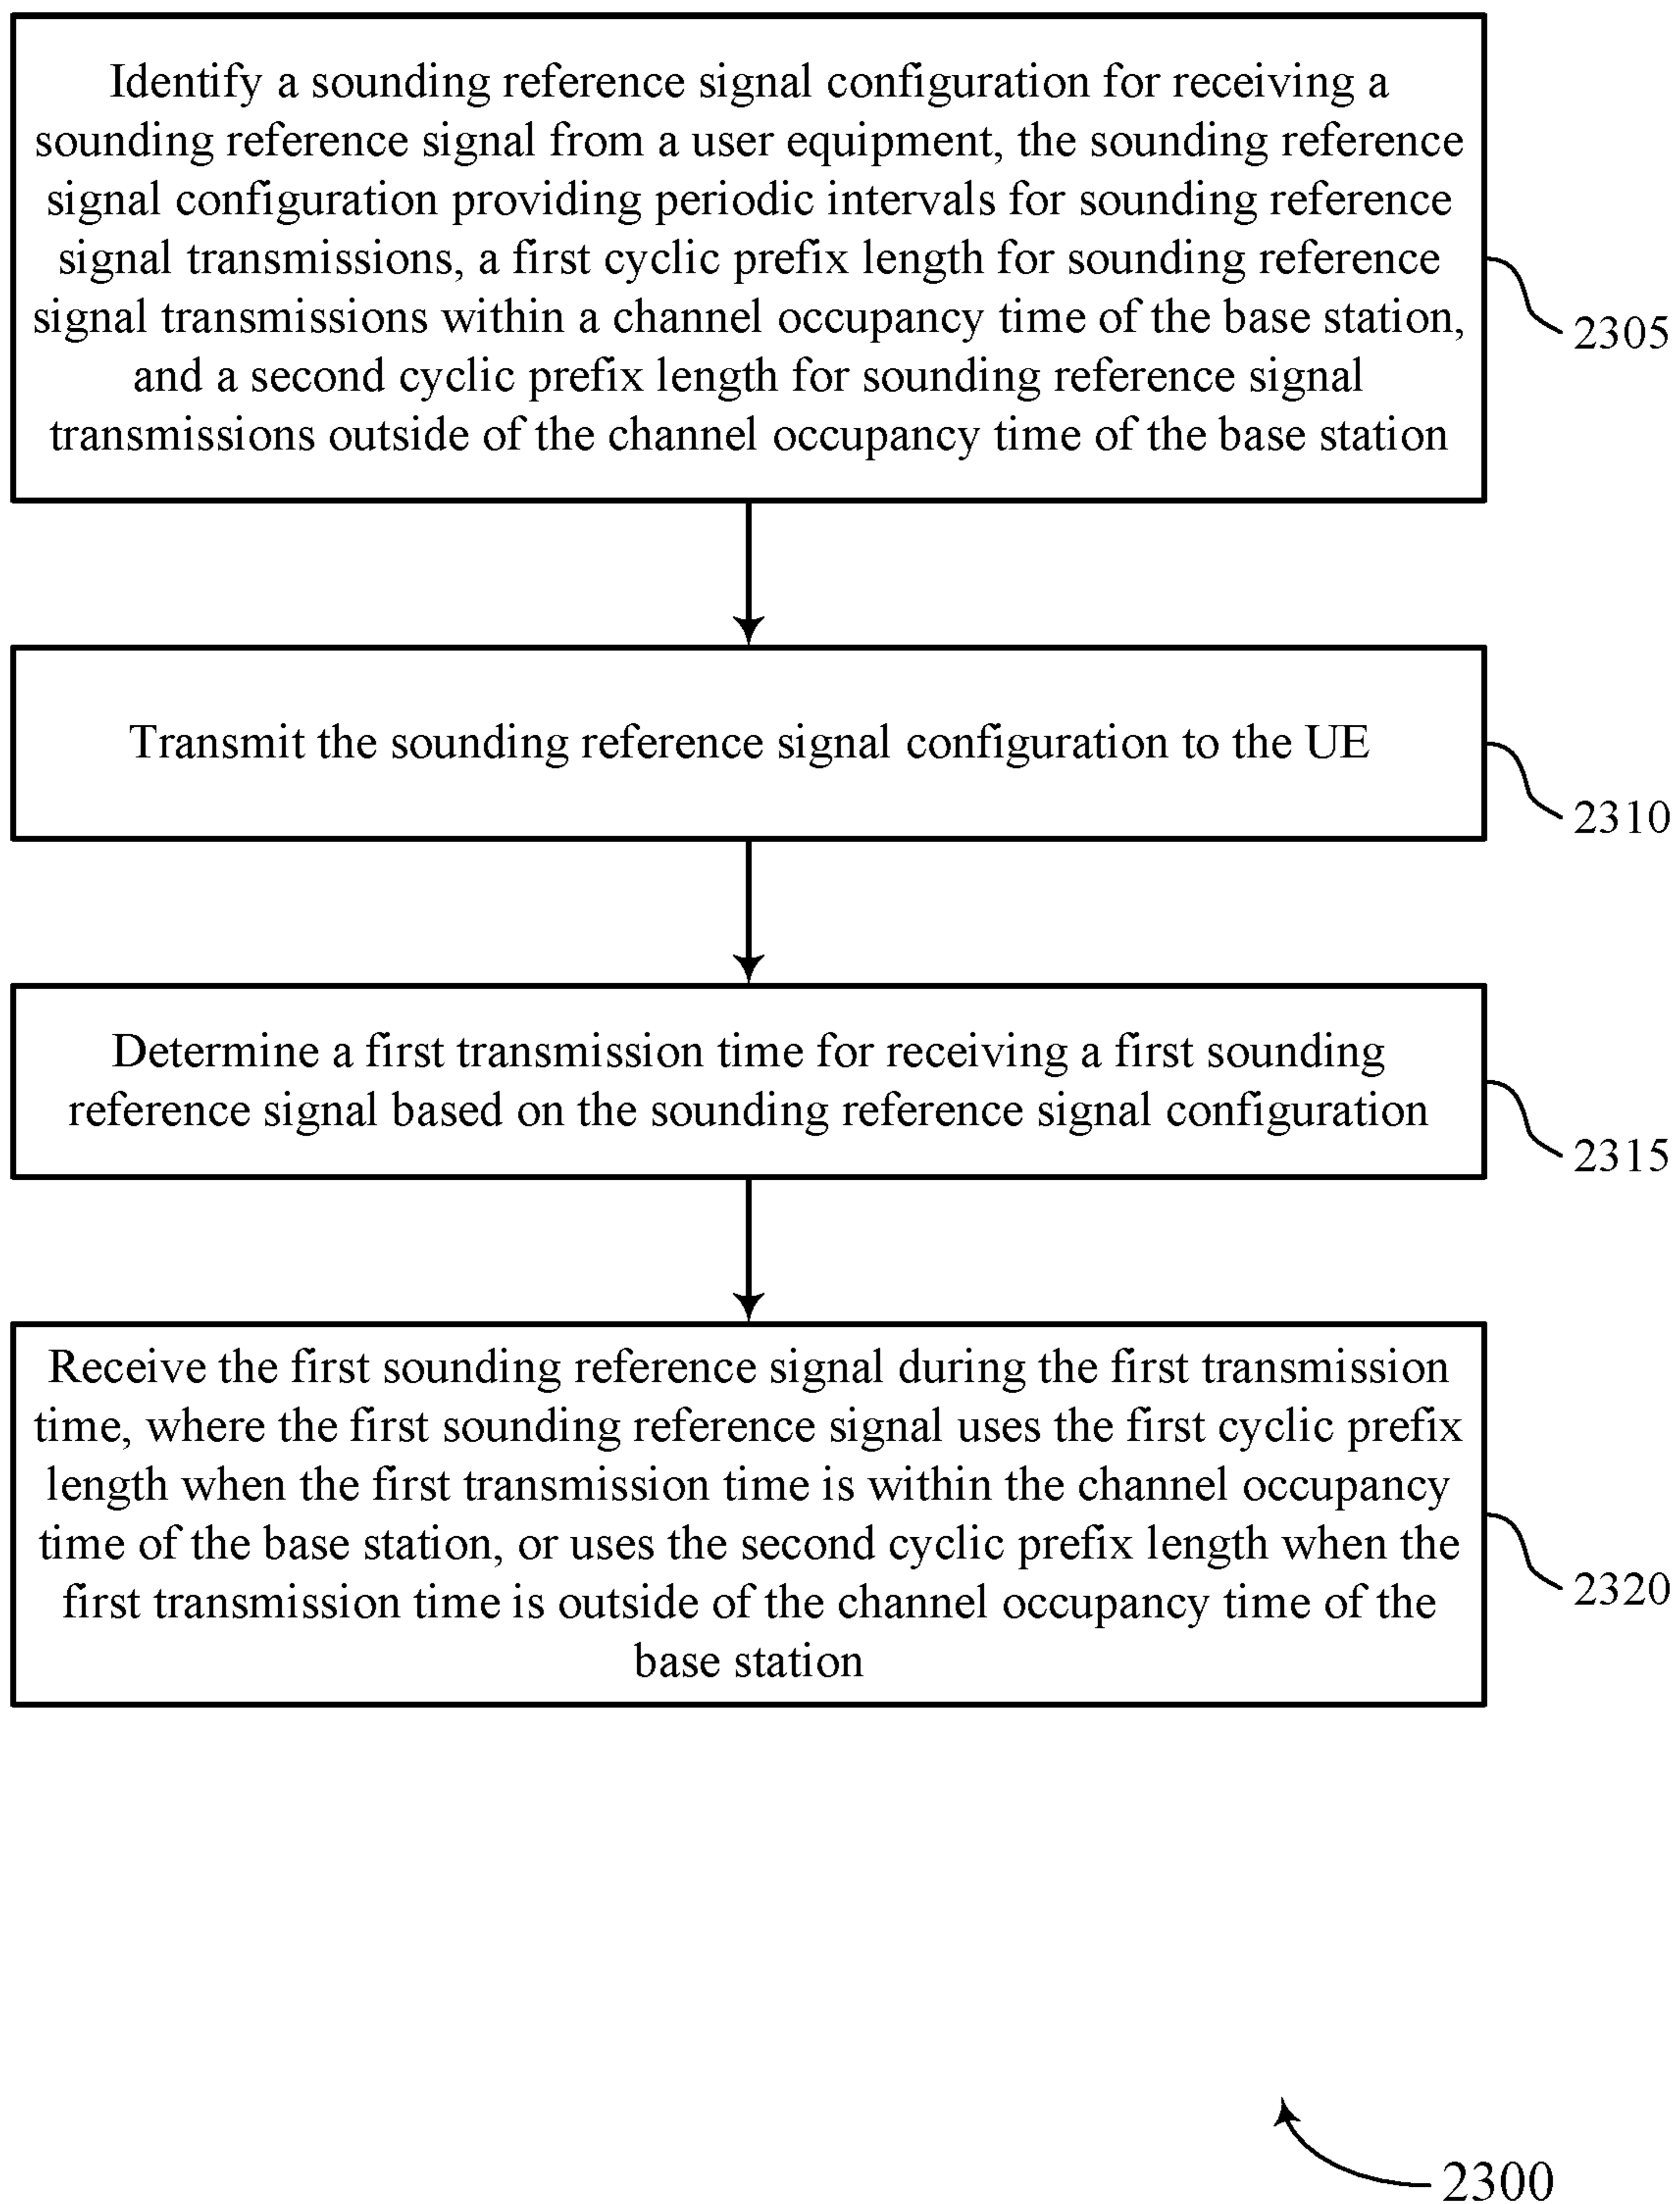 Identify a sounding reference signal configuration for receiving a
sounding reference signal from a user equipment, the sounding reference
signal configuration providing periodic intervals for sounding reference
signal transmissions, a first cyclic prefix length for sounding reference
signal transmissions within a channel occupancy time of the base station,
and a second cyclic prefix length for sounding reference signal
transmissions outside of the channel occupancy time of the base station
2305
Transmit the sounding reference signal configuration to the UE
2310
Determine a first transmission time for receiving a first sounding
reference signal based on the sounding reference signal configuration
2315
Receive the first sounding reference signal during the first transmission
time, where the first sounding reference signal uses the first cyclic prefix
length when the first transmission time is within the channel occupancy
time of the base station, or uses the second cyclic prefix length when the
first transmission time is outside of the channel occupancy time of the
base station
2320
2300